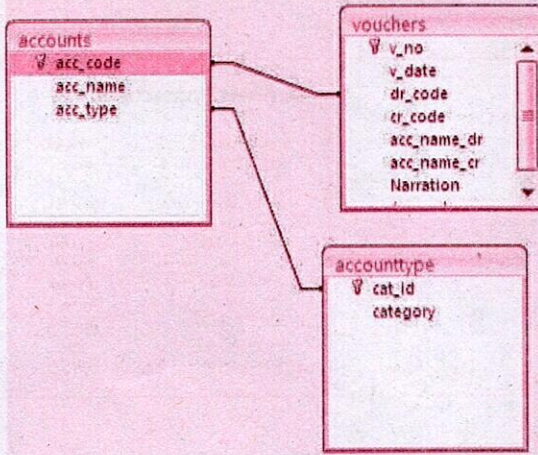 accounts
acc_code
acc_name
acc_type
vouchers
v_no
v_date
dr_code
cr_code
acc_name_dr
acc_name_cr
Narration
accounttype
cat_id
category